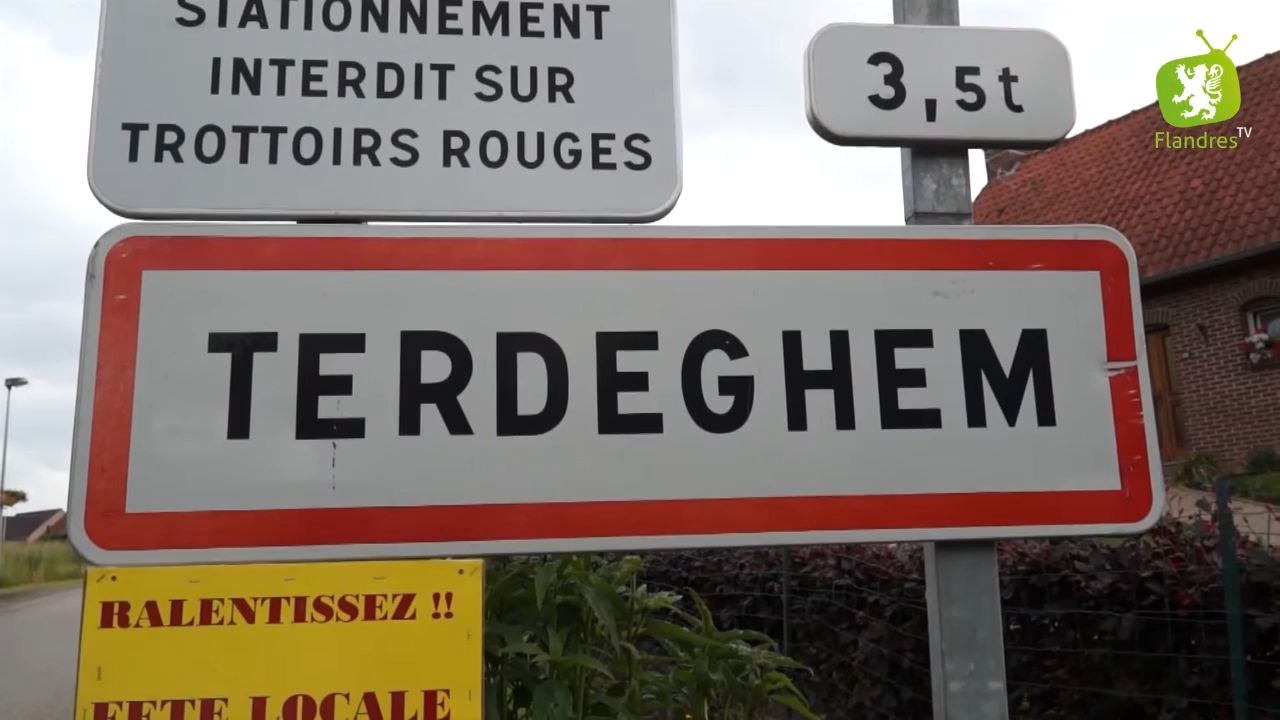 STATIONNEMENT
INTERDIT SUR
TROTTOIRS ROUGES
3,5t
Flandres TV
TERDEGHEM
RALENTISSEZ !!
FETE LOCALE